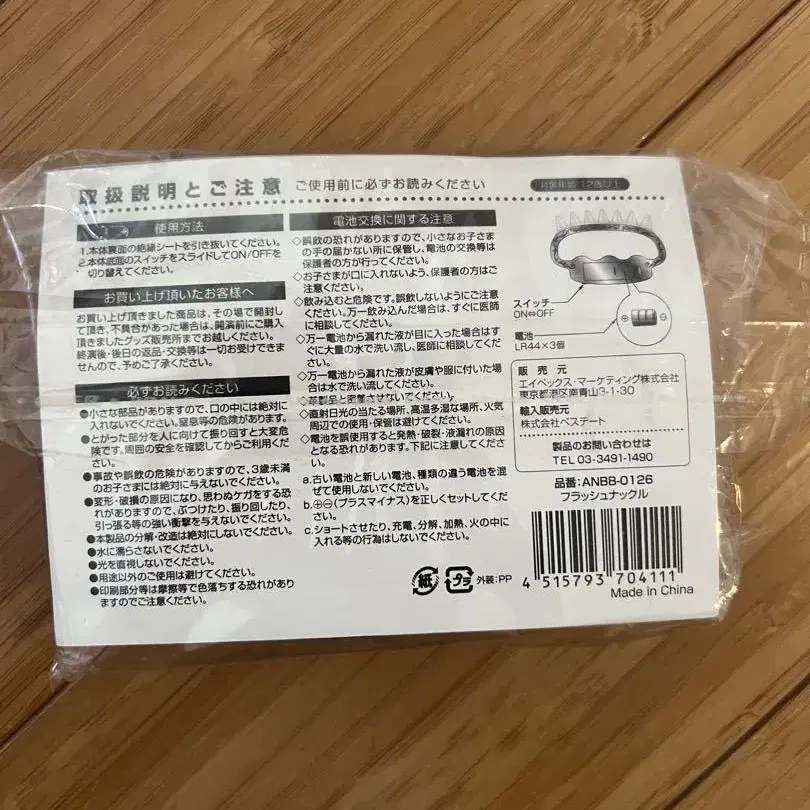 取扱説明とご注意 ご使用前に必ずお読みください
対象年齢 12歳以上
使用方法
1.本体裏面の絶縁シートを引き抜いてください。
2.本体底面のスイッチをスライドしてON/OFFを
切り替えてください。
お買い上げ頂いたお客様へ
お買い上げ頂きました商品は、その場で開封し
て頂き、不具合があった場合は、開演前にご購入
頂きましたグッズ販売所までお越しください。
終演後・後日の返品・交換等は一切お受けできま
せんので、予めご了承ください。
必ずお読みください
●小さな部品がありますので、口の中には絶対に
入れないでください。窒息等の危険があります。
●とがった部分を人に向けて振り回すと大変危
険です。周囲の安全を確認してからご利用くだ
さい。
●事故や誤飲の危険がありますので、3歳未満
のお子さまには絶対に与えないでください。
●変形・破損の原因になり、思わぬケガをする恐
れがありますので、ぶつけたり、振り回したり、
引っ張る等の強い衝撃を与えないでください。
●本製品の分解・改造は絶対にしないでください。
●水に濡らさないでください。
●光を直視しないでください。
●用途以外のご使用は避けてください。
●印刷部分等は摩擦等で色落ちする恐れがあり
ますのでご注意ください。
電池交換に関する注意
◇誤飲の恐れがありますので、小さなお子さま
の手の届かない所に保管し、電池の交換等は
保護者の方が行ってください。
◇お子さまが口に入れないよう、保護者の方はご
注意ください。
◇飲み込むと危険です。誤飲しないようにご注意
ください。万一飲み込んだ場合は、すぐに医師
に相談してください。
◇万一電池から漏れた液が目に入った場合はす
ぐに大量の水で洗い流し、医師に相談してくだ
さい。
◇万一電池から漏れた液が皮膚や服に付いた場
合は水で洗い流してください。
◇革製品と密着させないでください。
◇直射日光の当たる場所、高温多湿な場所、火気
周辺での使用・保管は避けてください。
◇電池を誤使用すると発熱・破裂・液漏れの原因
となりますので、下記に注意してください。
a.古い電池と新しい電池、種類の違う電池を混
ぜて使用しないでください。
b.⊕⊖(プラスマイナス)を正しくセットしてくだ
さい。
c.ショートさせたり、充電、分解、加熱、火の中に
入れる等の行為はしないでください。
紙 プラ 外装:PP
スイッチ
ON⇔OFF
⊕ ⊖
電池
LR44×3個
販売元
エイベックス・マーケティング株式会社
東京都港区南青山3-1-30
輸入販売元
株式会社ベステート
製品のお問い合わせは
TEL 03-3491-1490
品番:ANBB-0126
フラッシュナックル
4 515793 704111
Made in China